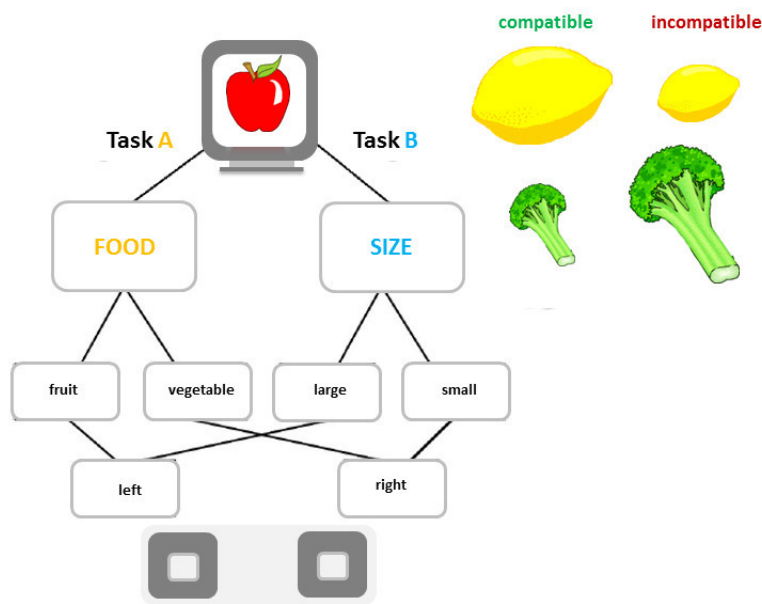 compatible incompatible
Task A Task B
FOOD SIZE
fruit vegetable large small
left right